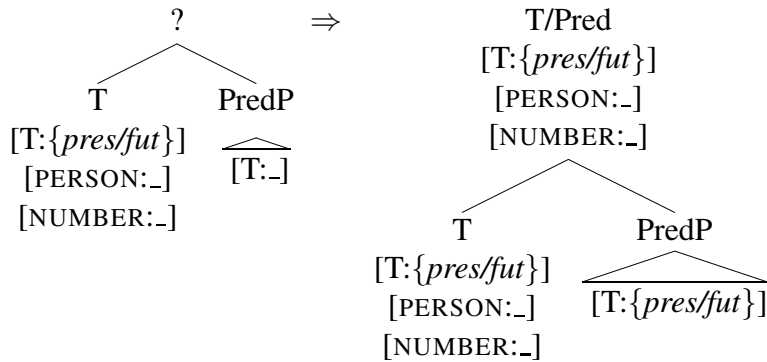 ? ⇒ T/Pred
[T:{pres/fut}]
T PredP [PERSON:_]
[T:{pres/fut}] [T:_] [NUMBER:_]
[PERSON:_]
[NUMBER:_] T PredP
[T:{pres/fut}] [T:{pres/fut}]
[PERSON:_]
[NUMBER:_]